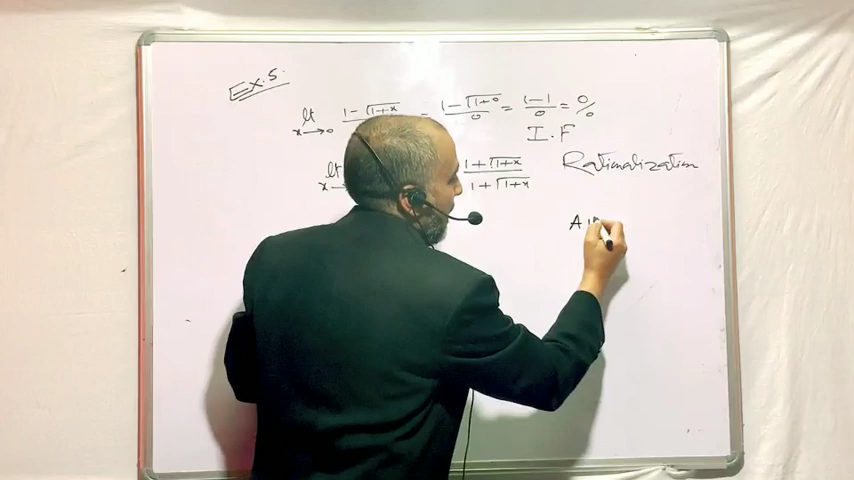 Ex.5.
lt x→0 1-√1+x = 1-√1+0 / 0 = 1-1 / 0 = 0/0
I.F
lt x→ 1+√1+x / 1+√1+x Rationalization
A